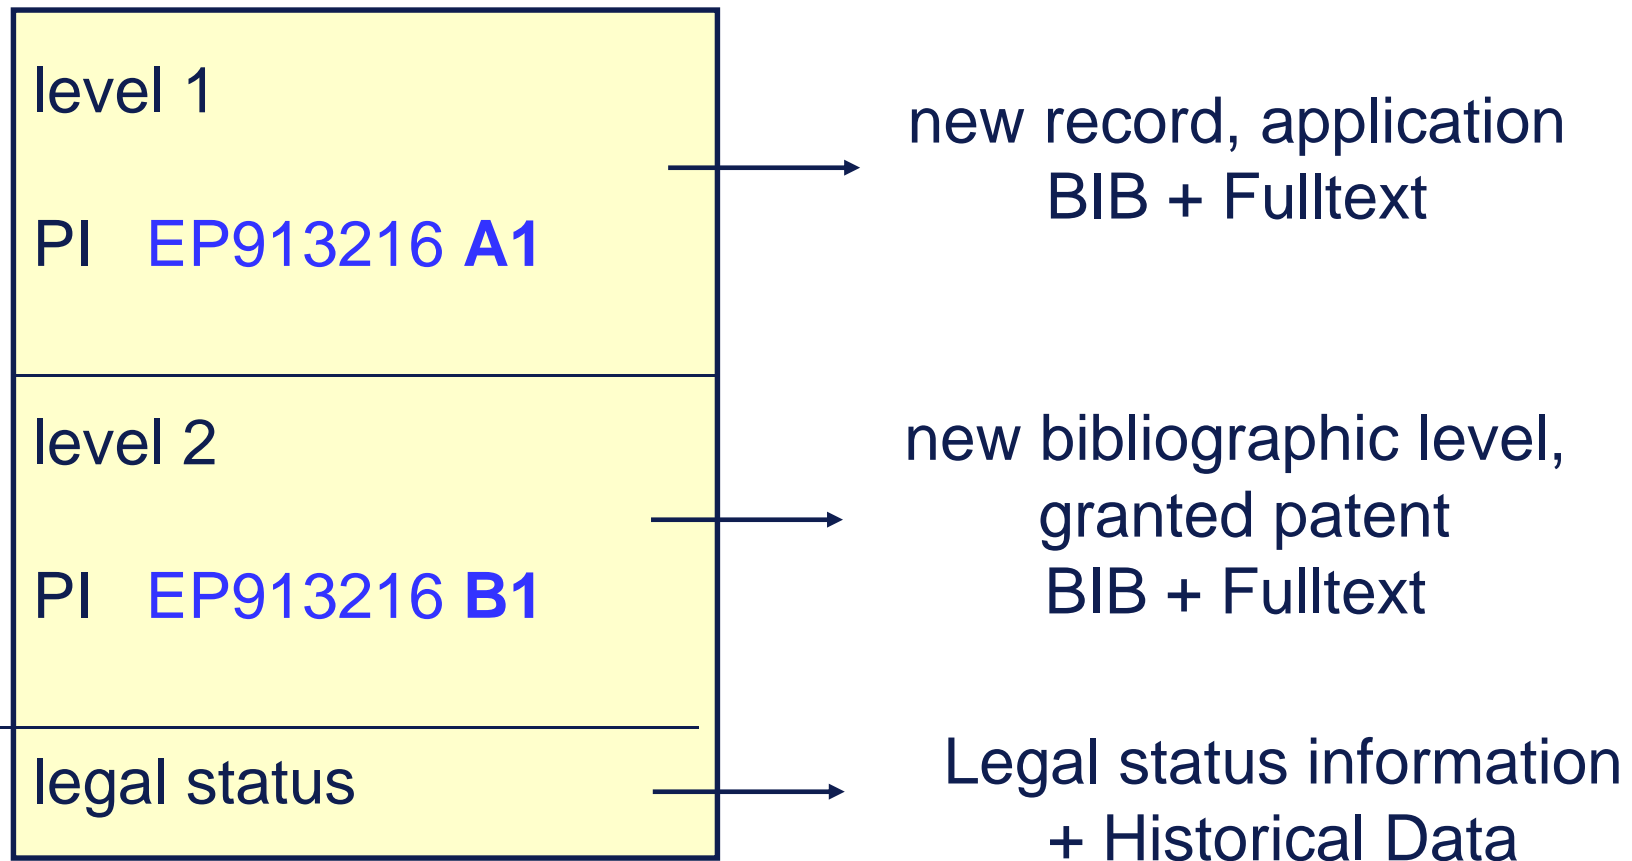 level 1
new record, application
BIB + Fulltext
PI EP913216 A1
level 2
new bibliographic level,
granted patent
BIB + Fulltext
PI EP913216 B1
legal status
Legal status information
+ Historical Data